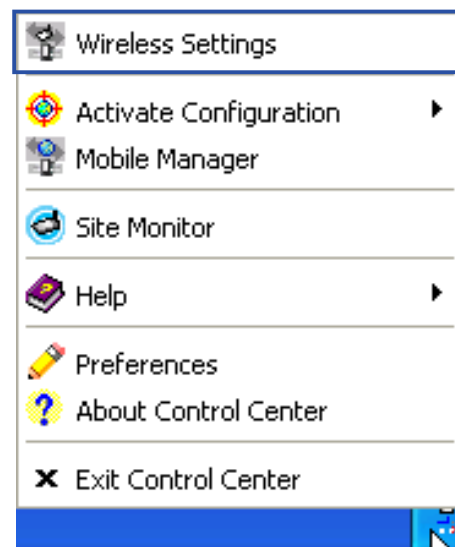 Wireless Settings
Activate Configuration
Mobile Manager
Site Monitor
Help
Preferences
About Control Center
Exit Control Center